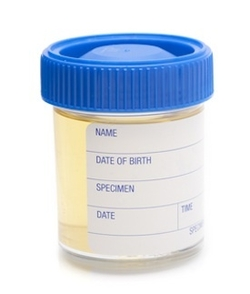 NAME
DATE OF BIRTH
SPECIMEN
DATE TIME